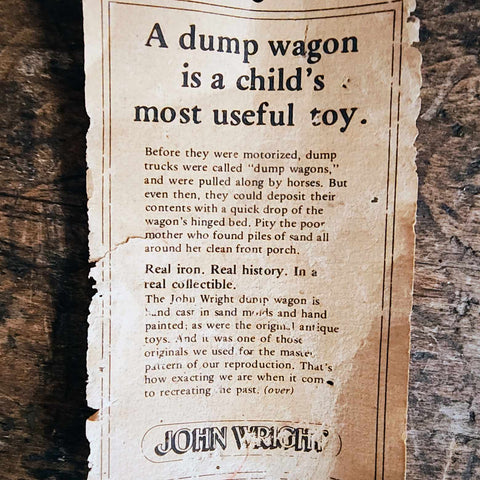 A dump wagon
is a child's
most useful toy.
Before they were motorized, dump
trucks were called "dump wagons,"
and were pulled along by horses. But
even then, they could deposit their
contents with a quick drop of the
wagon's hinged bed. Pity the poor
mother who found piles of sand all
around her clean front porch.
Real iron. Real history. In a
real collectible.
The John Wright dump wagon is
hand cast in sand molds and hand
painted; as were the original antique
toys. And it was one of those
originals we used for the master
pattern of our reproduction. That's
how exacting we are when it comes
to recreating the past. (over)
JOHN WRIGHT